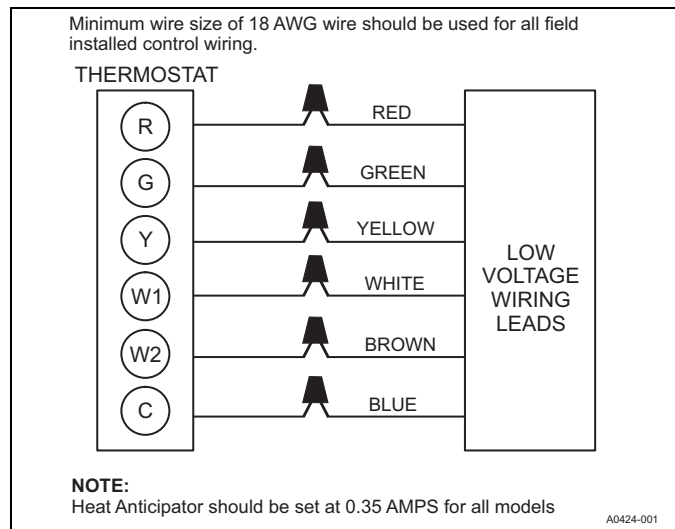 Minimum wire size of 18 AWG wire should be used for all field
installed control wiring.
THERMOSTAT
R
RED
G
GREEN
Y
YELLOW
W1
WHITE
W2
BROWN
C
BLUE
LOW
VOLTAGE
WIRING
LEADS
NOTE:
Heat Anticipator should be set at 0.35 AMPS for all models
A0424-001